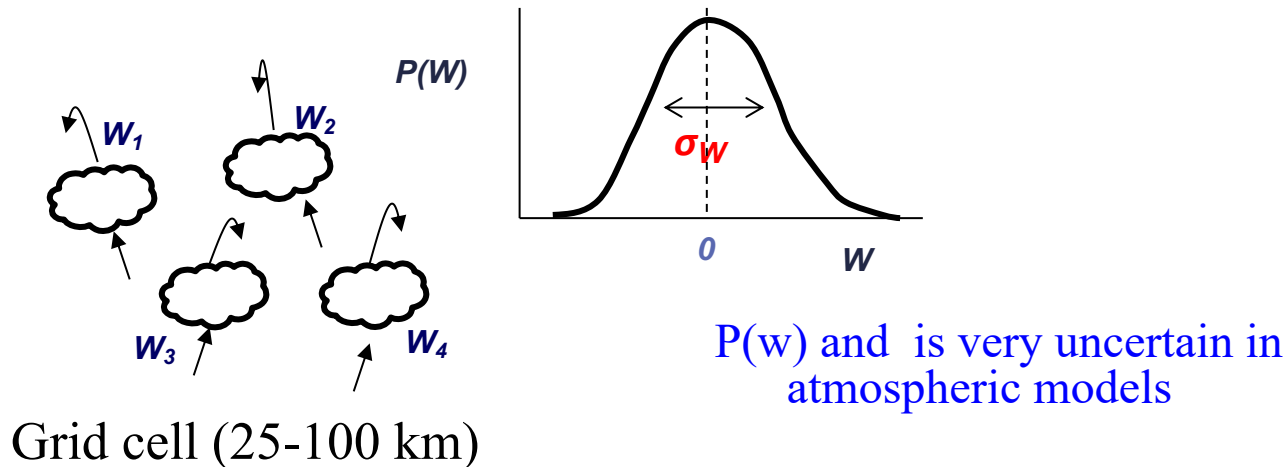 P(W)
W₁
W₂
σW
0
W
W₃
W₄
P(w) and  is very uncertain in
atmospheric models
Grid cell (25-100 km)